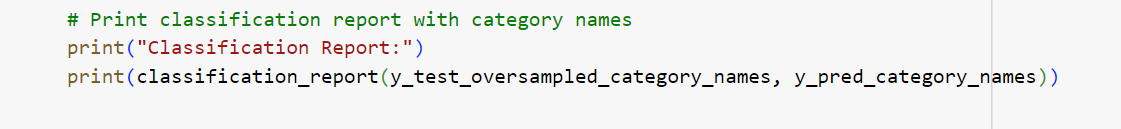 # Print classification report with category names
print("Classification Report:")
print(classification_report(y_test_oversampled_category_names, y_pred_category_names))